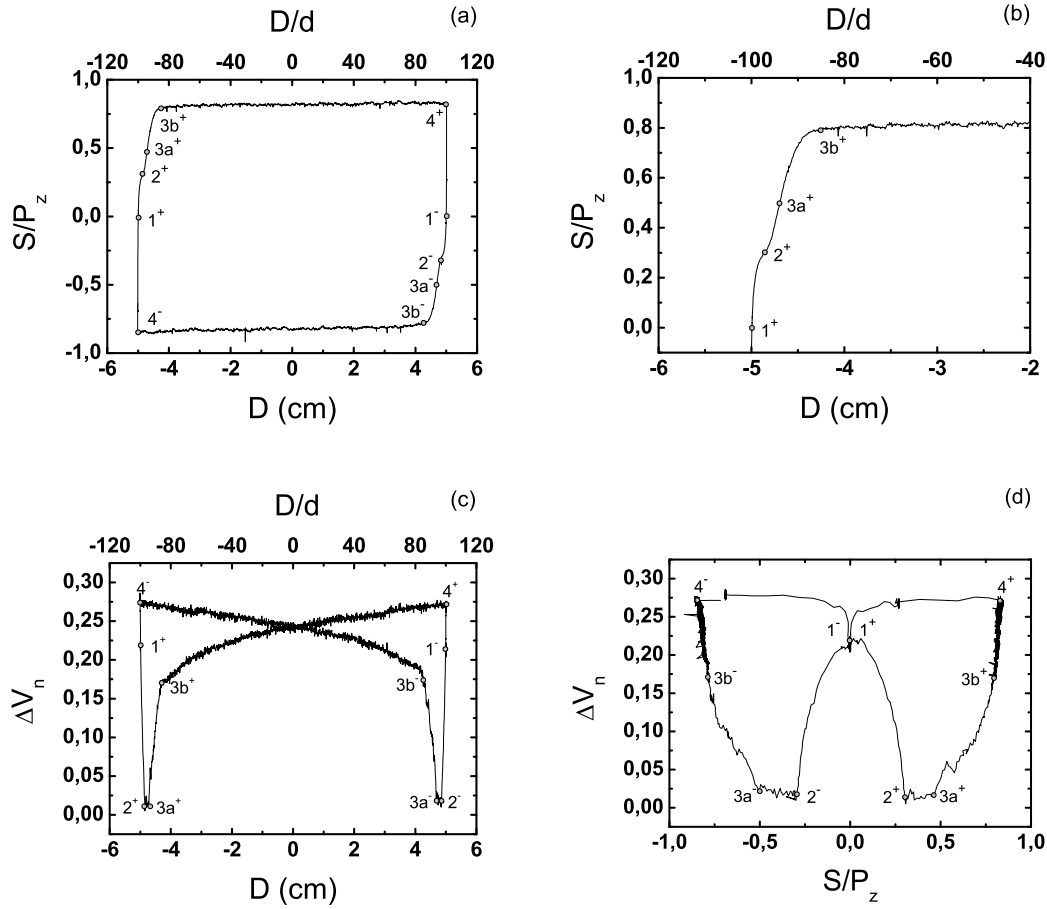 D/d
(a)
-120 -80 -40 0 40 80 120
1,0
0,5
0,0
-0,5
-1,0
S/P_z
3b⁺
3a⁺
2⁺
1⁺
4⁻
4⁺
1⁻
2⁻
3a⁻
3b⁻
-6 -4 -2 0 2 4 6
D (cm)
D/d
(b)
-120 -100 -80 -60 -40
1,0
0,8
0,6
0,4
0,2
0,0
S/P_z
3b⁺
3a⁺
2⁺
1⁺
-6 -5 -4 -3 -2
D (cm)
D/d
(c)
-120 -80 -40 0 40 80 120
0,30
0,25
0,20
0,15
0,10
0,05
0,00
ΔV_n
4⁻
4⁺
1⁺
1⁻
3b⁺
3b⁻
2⁺
3a⁺
3a⁻
2⁻
-6 -4 -2 0 2 4 6
D (cm)
(d)
0,30
0,25
0,20
0,15
0,10
0,05
0,00
ΔV_n
4⁻
4⁺
1⁻
1⁺
3b⁻
3b⁺
3a⁻
2⁻
2⁺
3a⁺
-1,0 -0,5 0,0 0,5 1,0
S/P_z